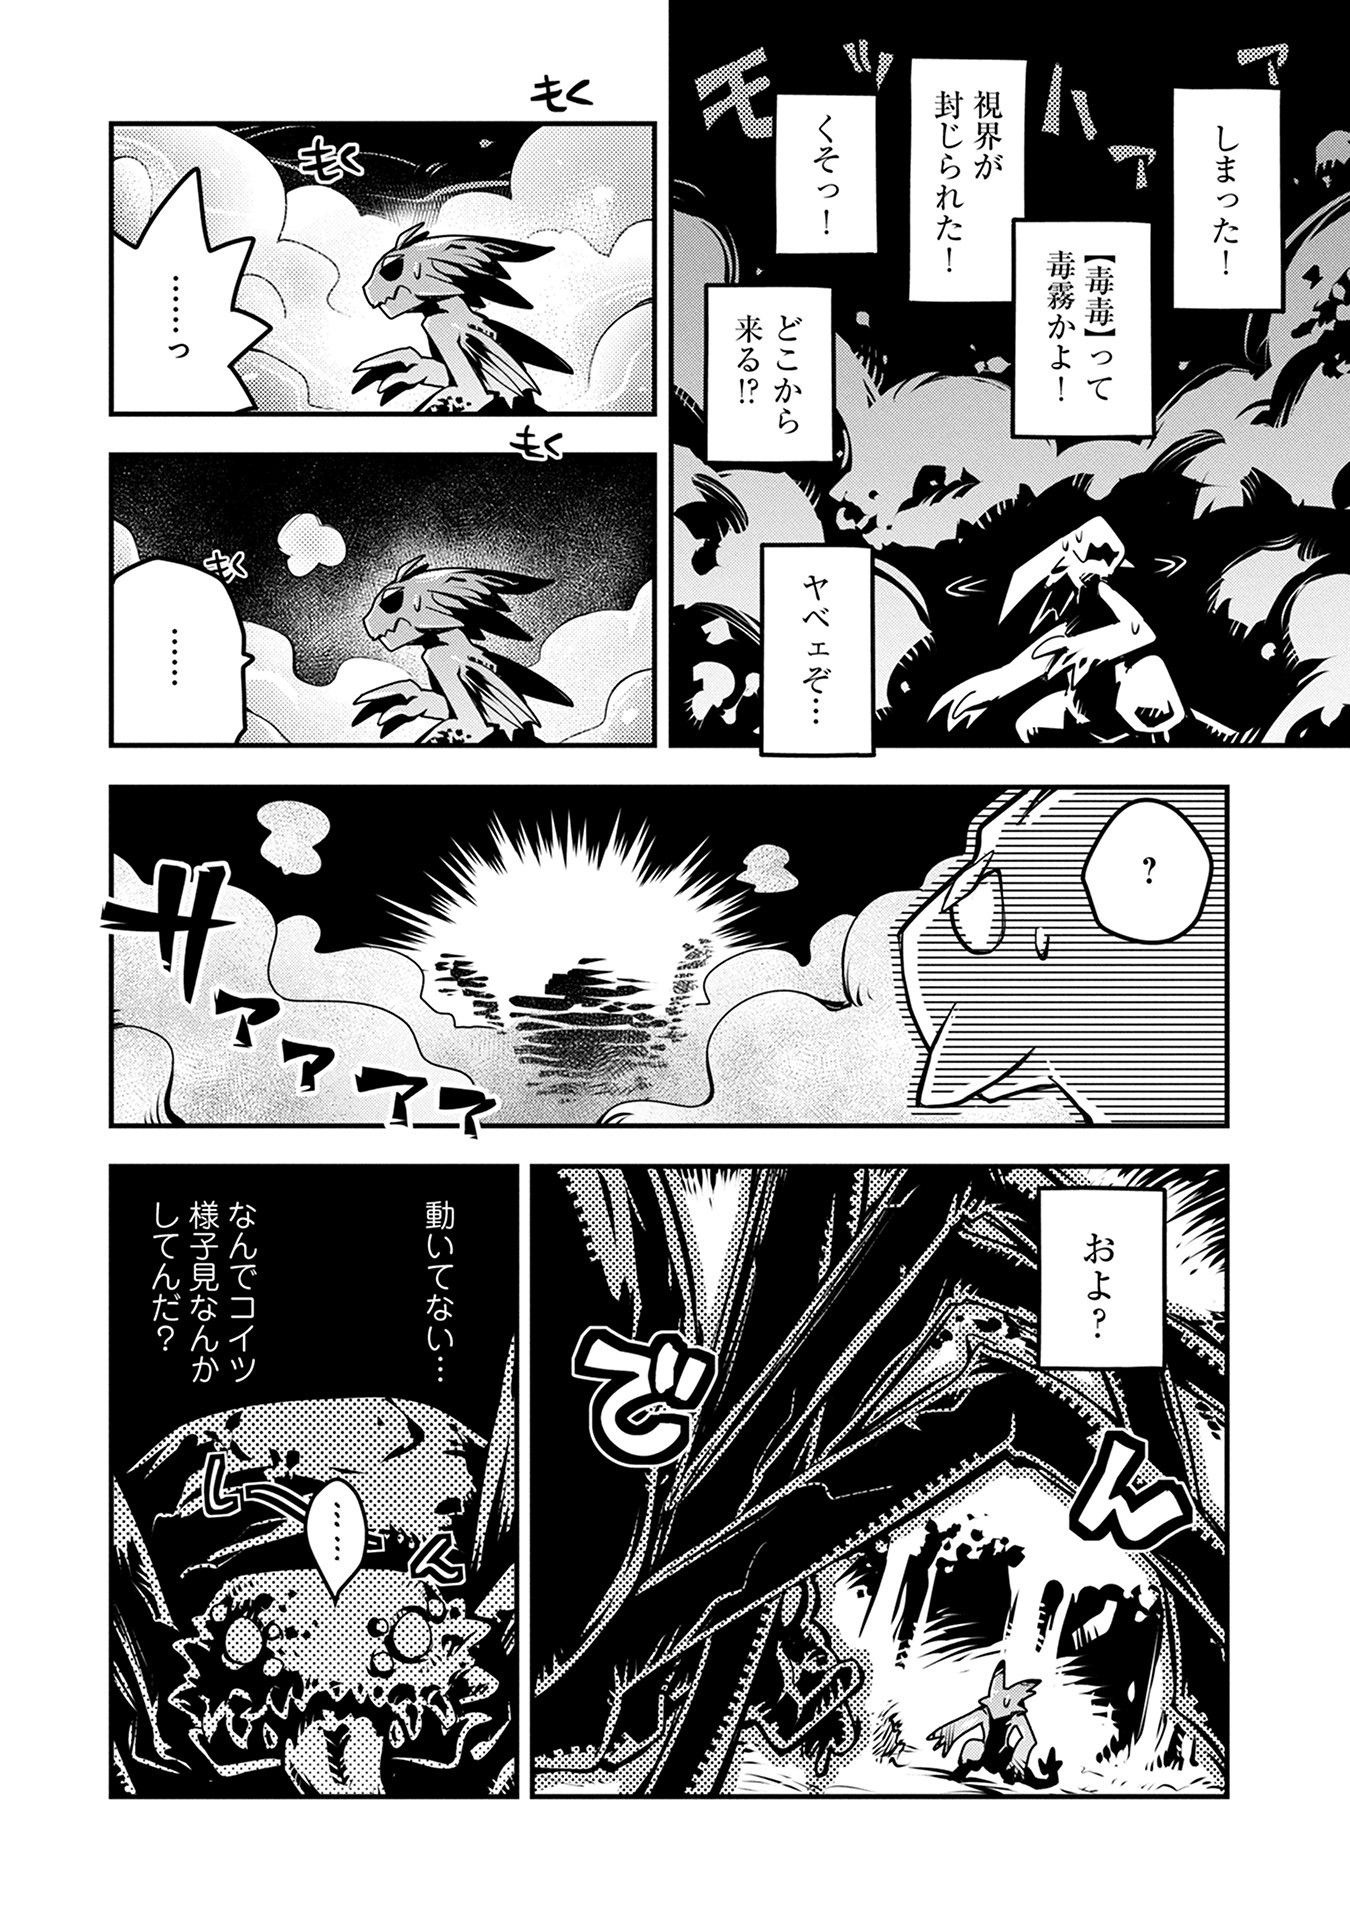 しまった！
【毒毒】って
毒霧かよ！
視界が
封じられた！
くそっ！
どこから
来る!?
ヤベェぞ…
モッハァア
もく
もく
……っ
もく
もく
……
？
サァァァァ
およ？
でん
動いてない…
なんでコイツ
様子見なんか
してんだ？
……
しーん